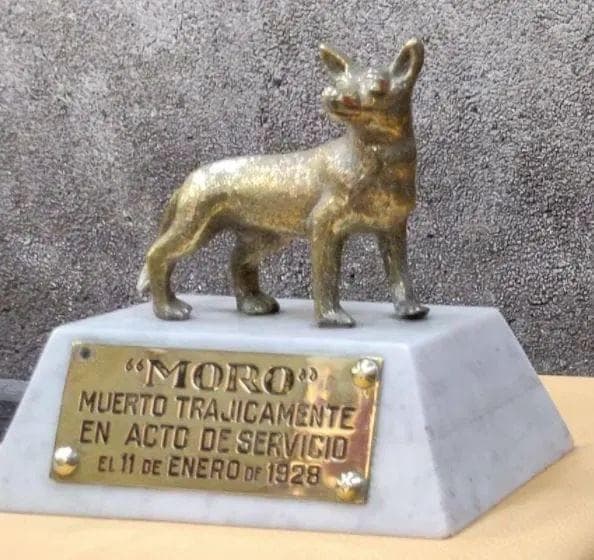 “MORO”
MUERTO TRAJICAMENTE
EN ACTO DE SERVICIO
EL 11 DE ENERO DE 1928